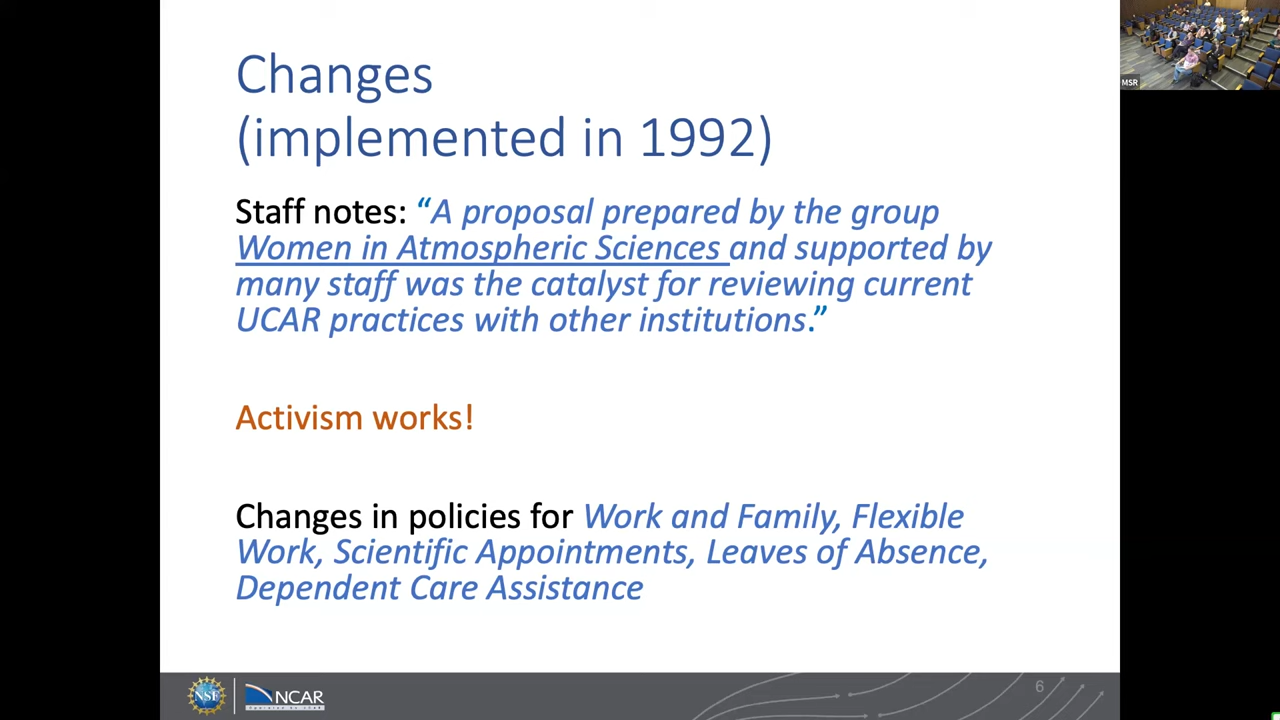 Changes
(implemented in 1992)
Staff notes: “A proposal prepared by the group
Women in Atmospheric Sciences and supported by
many staff was the catalyst for reviewing current
UCAR practices with other institutions.”
Activism works!
Changes in policies for Work and Family, Flexible
Work, Scientific Appointments, Leaves of Absence,
Dependent Care Assistance
NSF
NCAR
6
MSR